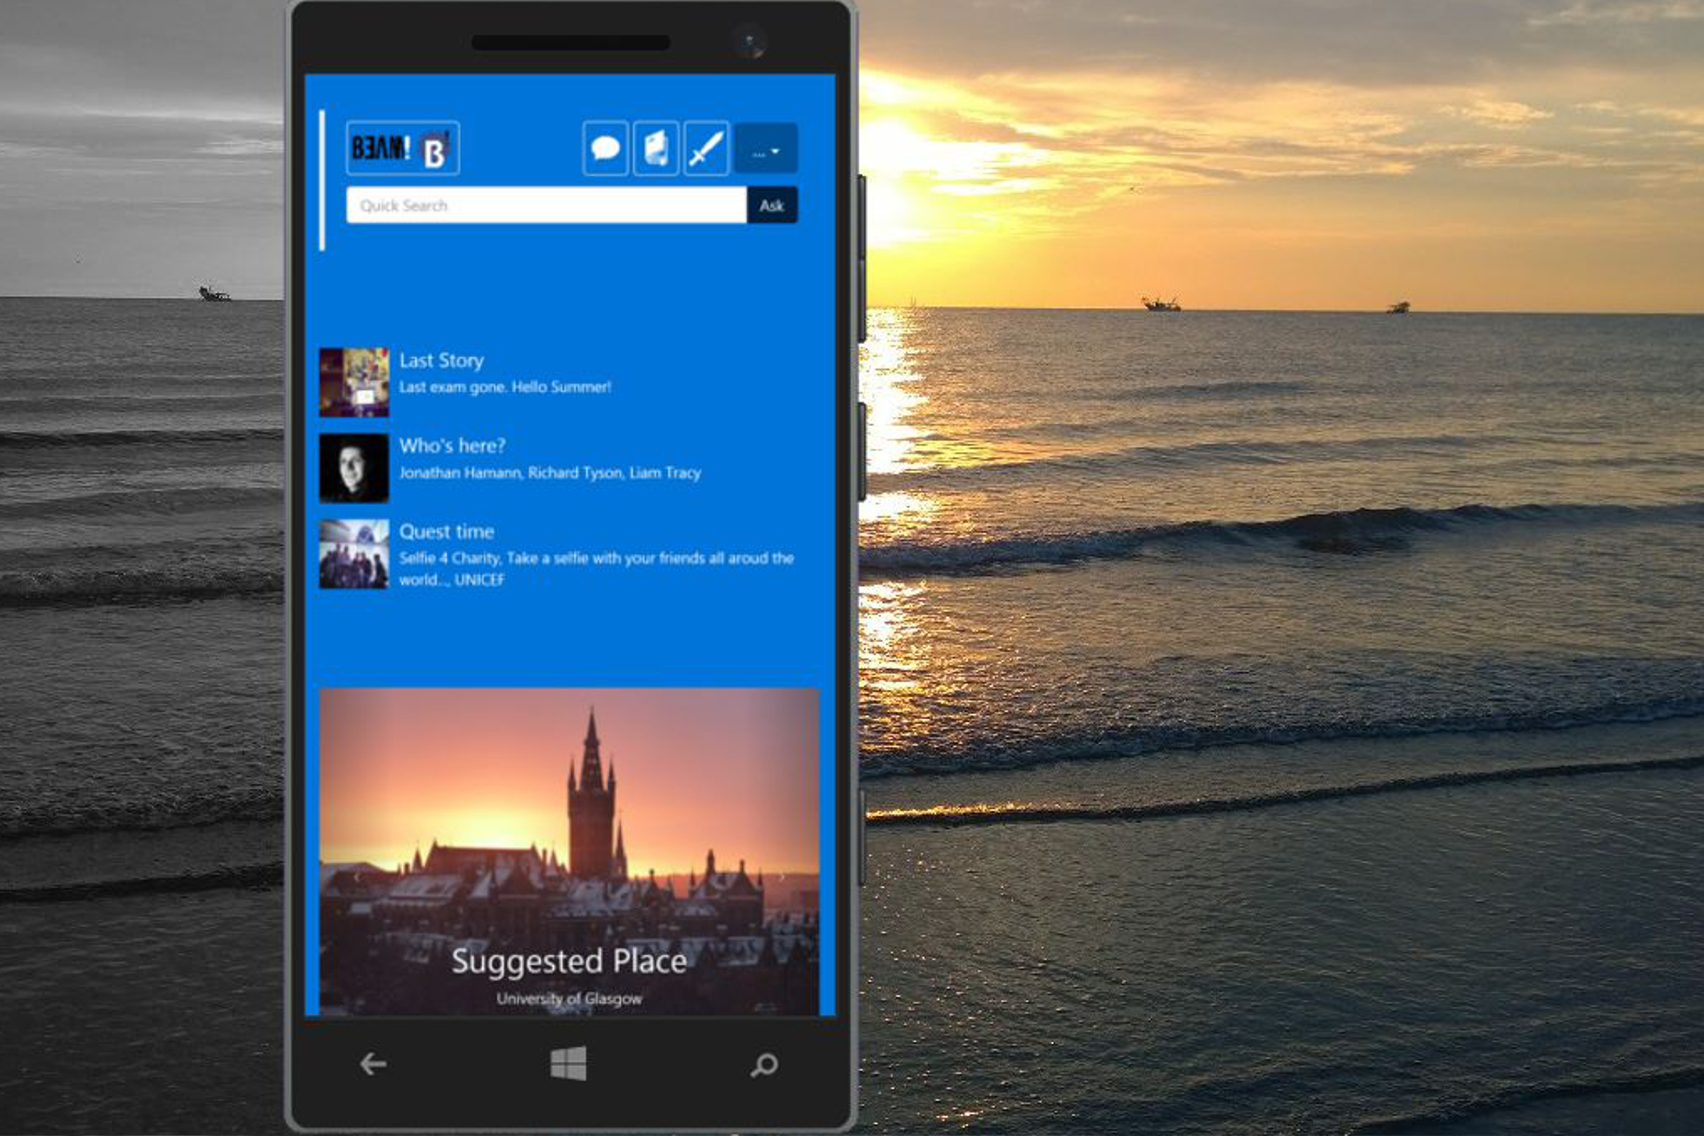 BEAM! B
... 
Quick Search Ask
Last Story
Last exam gone. Hello Summer!
Who's here?
Jonathan Hamann, Richard Tyson, Liam Tracy
Quest time
Selfie 4 Charity, Take a selfie with your friends all aroud the
world.., UNICEF
Suggested Place
University of Glasgow